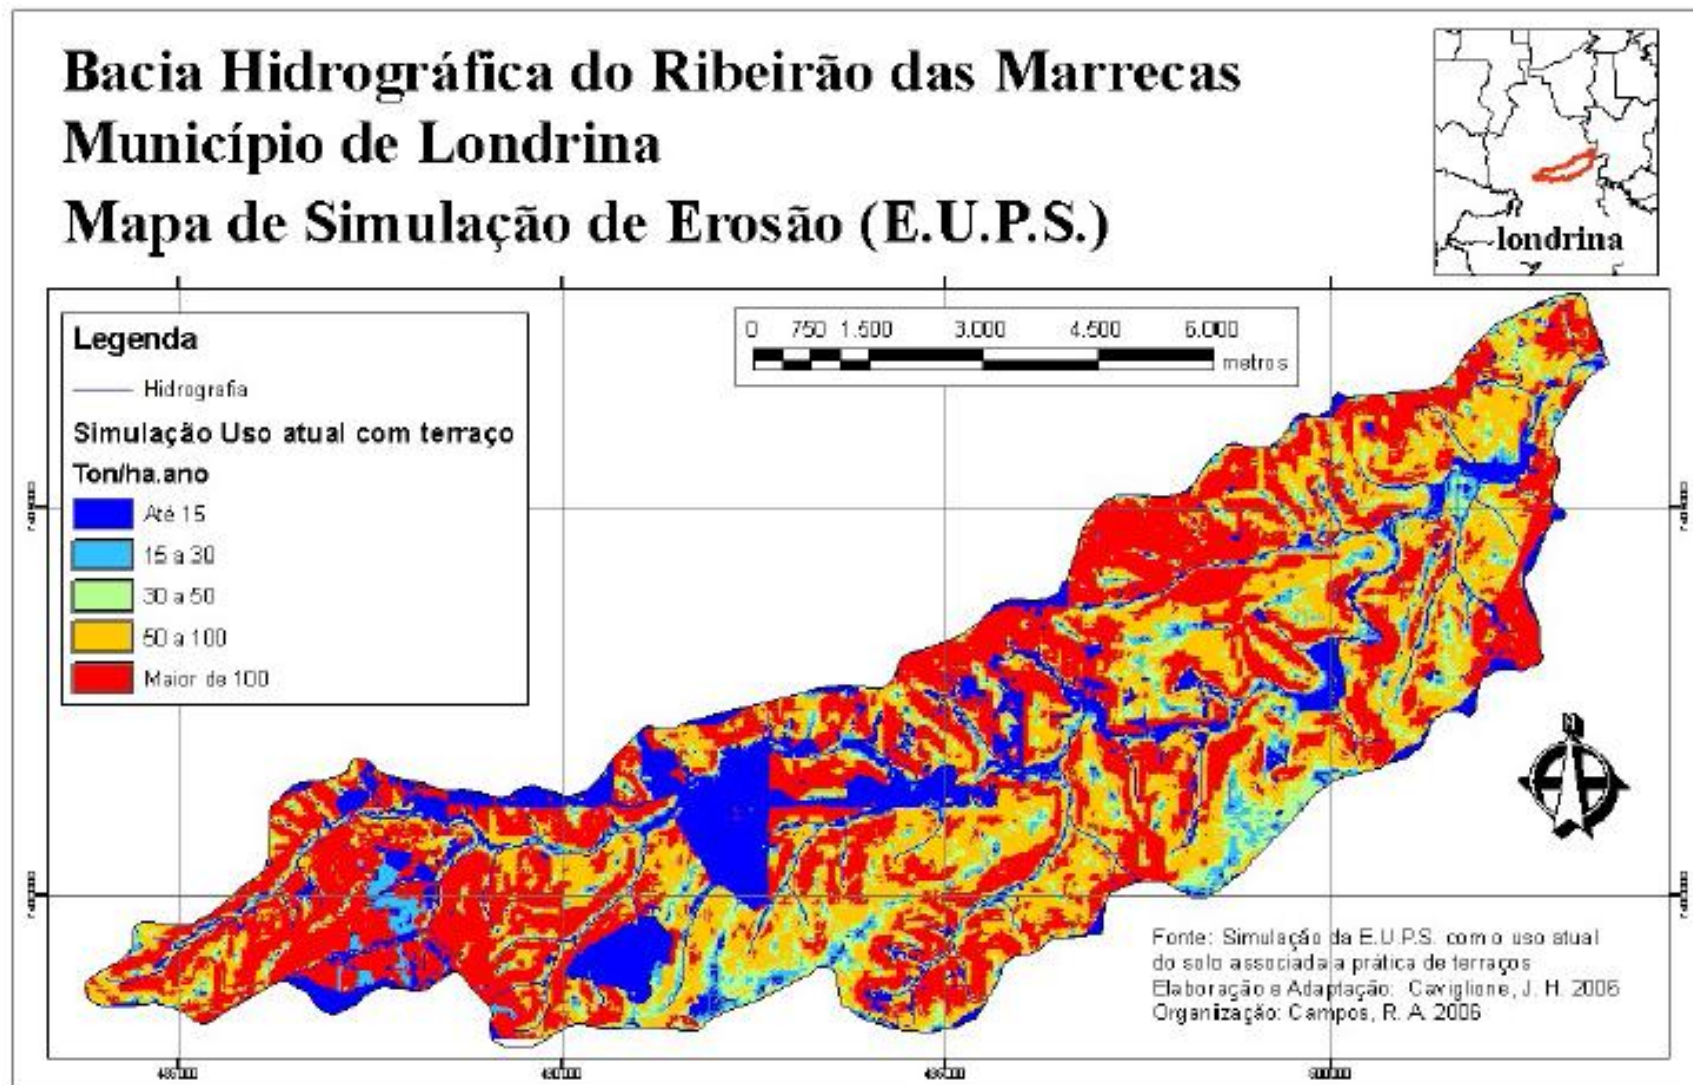 Bacia Hidrográfica do Ribeirão das Marrecas
Município de Londrina
Mapa de Simulação de Erosão (E.U.P.S.)
londrina
Legenda
Hidrografia
Simulação Uso atual com terraço
Ton/ha.ano
Até 15
15 a 30
30 a 50
50 a 100
Maior de 100
0 750 1.500 3.000 4.500 6.000
metros
N
Fonte: Simulação da E.U.P.S. com o uso atual
do solo associada a prática de terraços
Elaboração e Adaptação: Caviglione, J. H. 2006
Organização: Campos, R. A. 2006